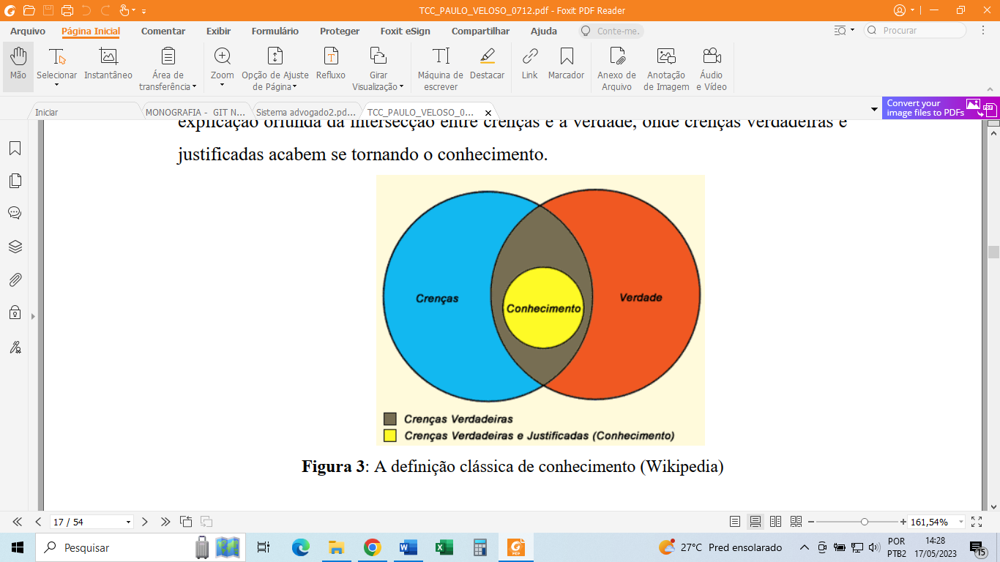 TCC_PAULO_VELOSO_0712.pdf - Foxit PDF Reader
Arquivo Página Inicial Comentar Exibir Formulário Proteger Foxit eSign Compartilhar Ajuda Conte-me. Procurar
Mão Selecionar Instantâneo Área de transferência Zoom Opção de Ajuste de Página Refluxo Girar Visualização Máquina de escrever Destacar Link Marcador Anexo de Arquivo Anotação de Imagem Áudio e Vídeo
Iniciar MONOGRAFIA - GIT N... Sistema advogado2.pd... TCC_PAULO_VELOSO_0...
Convert your
image files to PDFs
explicação oriunda da intersecção entre crenças e a verdade, onde crenças verdadeiras e
justificadas acabem se tornando o conhecimento.
Crenças
Conhecimento
Verdade
Crenças Verdadeiras
Crenças Verdadeiras e Justificadas (Conhecimento)
Figura 3: A definição clássica de conhecimento (Wikipedia)
17 / 54 161,54%
Pesquisar
27°C Pred ensolarado
POR
PTB2
14:28
17/05/2023
15